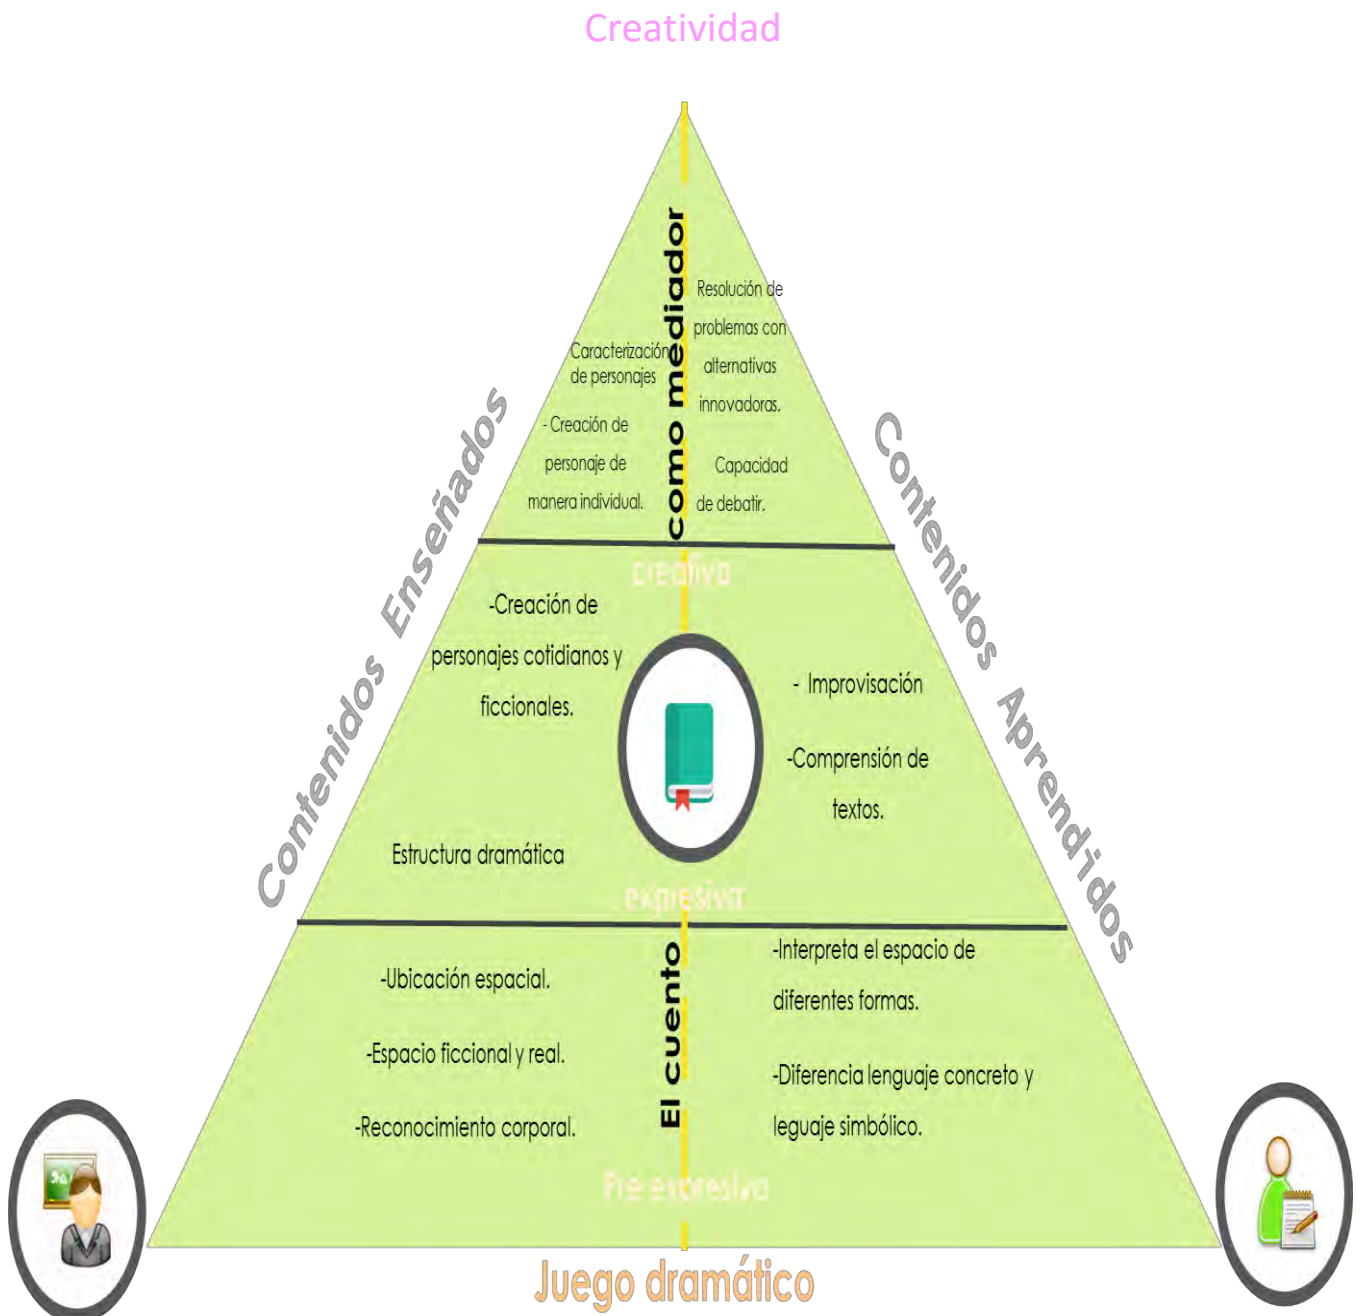 Creatividad
como mediador
Caracterización
de personajes
- Creación de
personaje de
manera individual.
Resolución de
problemas con
alternativas
innovadoras.
Capacidad
de debatir.
Contenidos Enseñados
Contenidos Aprendidos
creativa
-Creación de
personajes cotidianos y
ficcionales.
Estructura dramática
- Improvisación
-Comprensión de
textos.
expresiva
El cuento
-Ubicación espacial.
-Espacio ficcional y real.
-Reconocimiento corporal.
-Interpreta el espacio de
diferentes formas.
-Diferencia lenguaje concreto y
leguaje simbólico.
Pre expresiva
Juego dramático